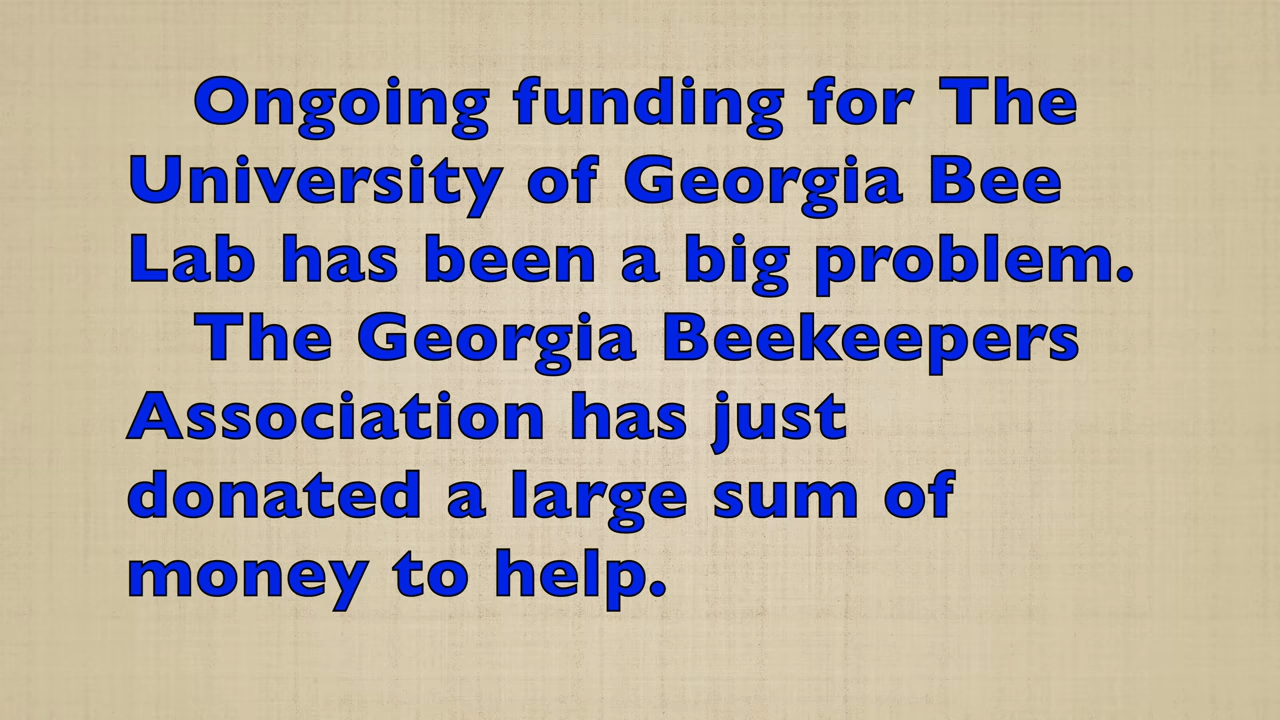 Ongoing funding for The
University of Georgia Bee
Lab has been a big problem.
The Georgia Beekeepers
Association has just
donated a large sum of
money to help.